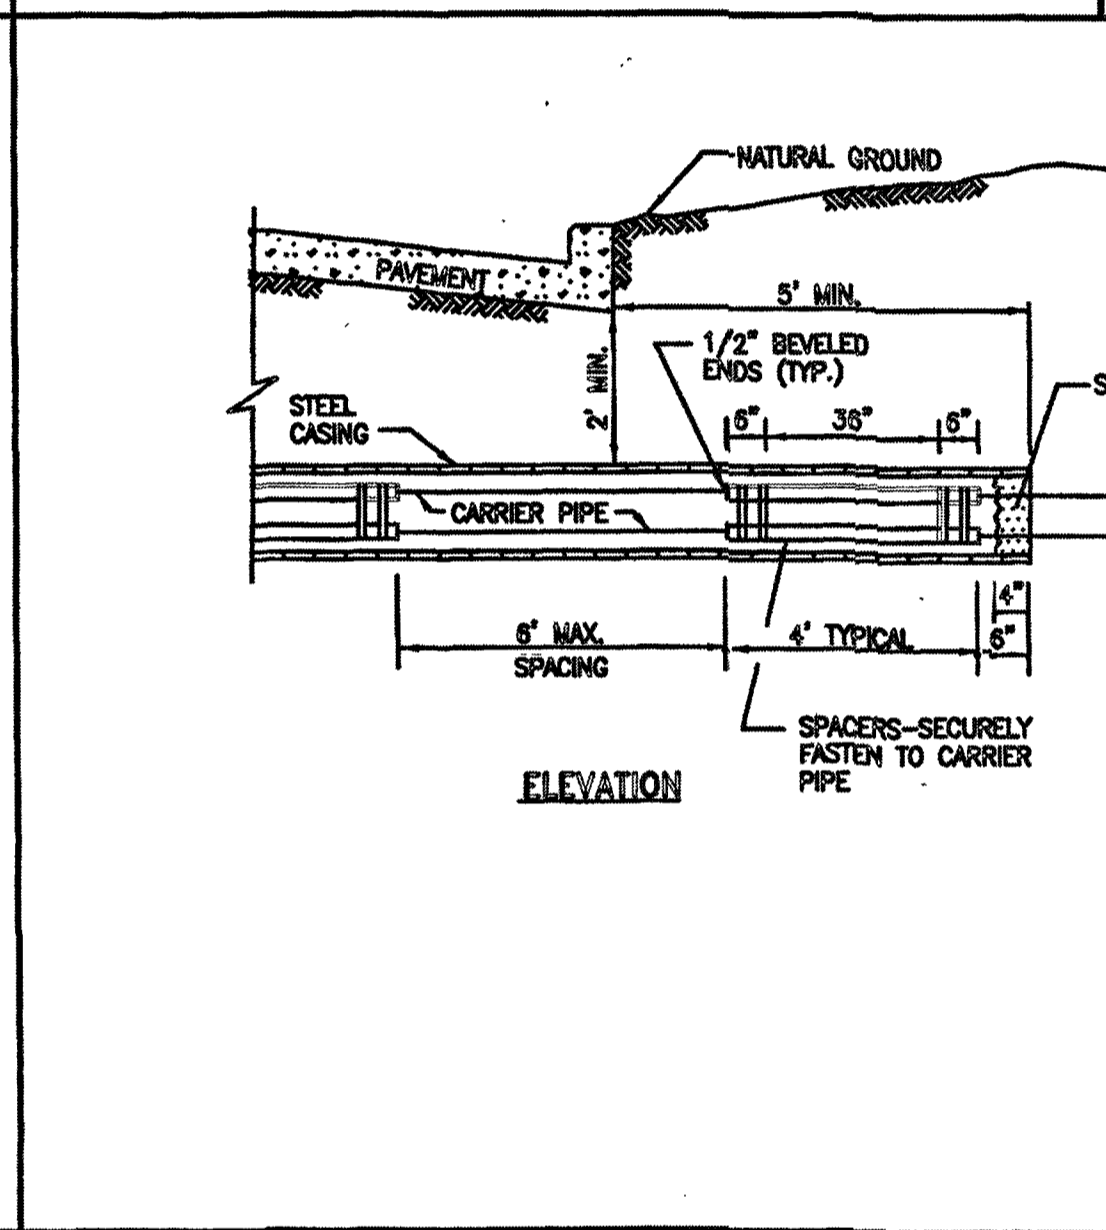 NATURAL GROUND
PAVEMENT
5' MIN.
1/2" BEVELED
ENDS (TYP.)
2' MIN.
S
STEEL
CASING
6"
36"
6"
CARRIER PIPE
4"
6' MAX.
SPACING
4' TYPICAL
6"
SPACERS-SECURELY
FASTEN TO CARRIER
PIPE
ELEVATION